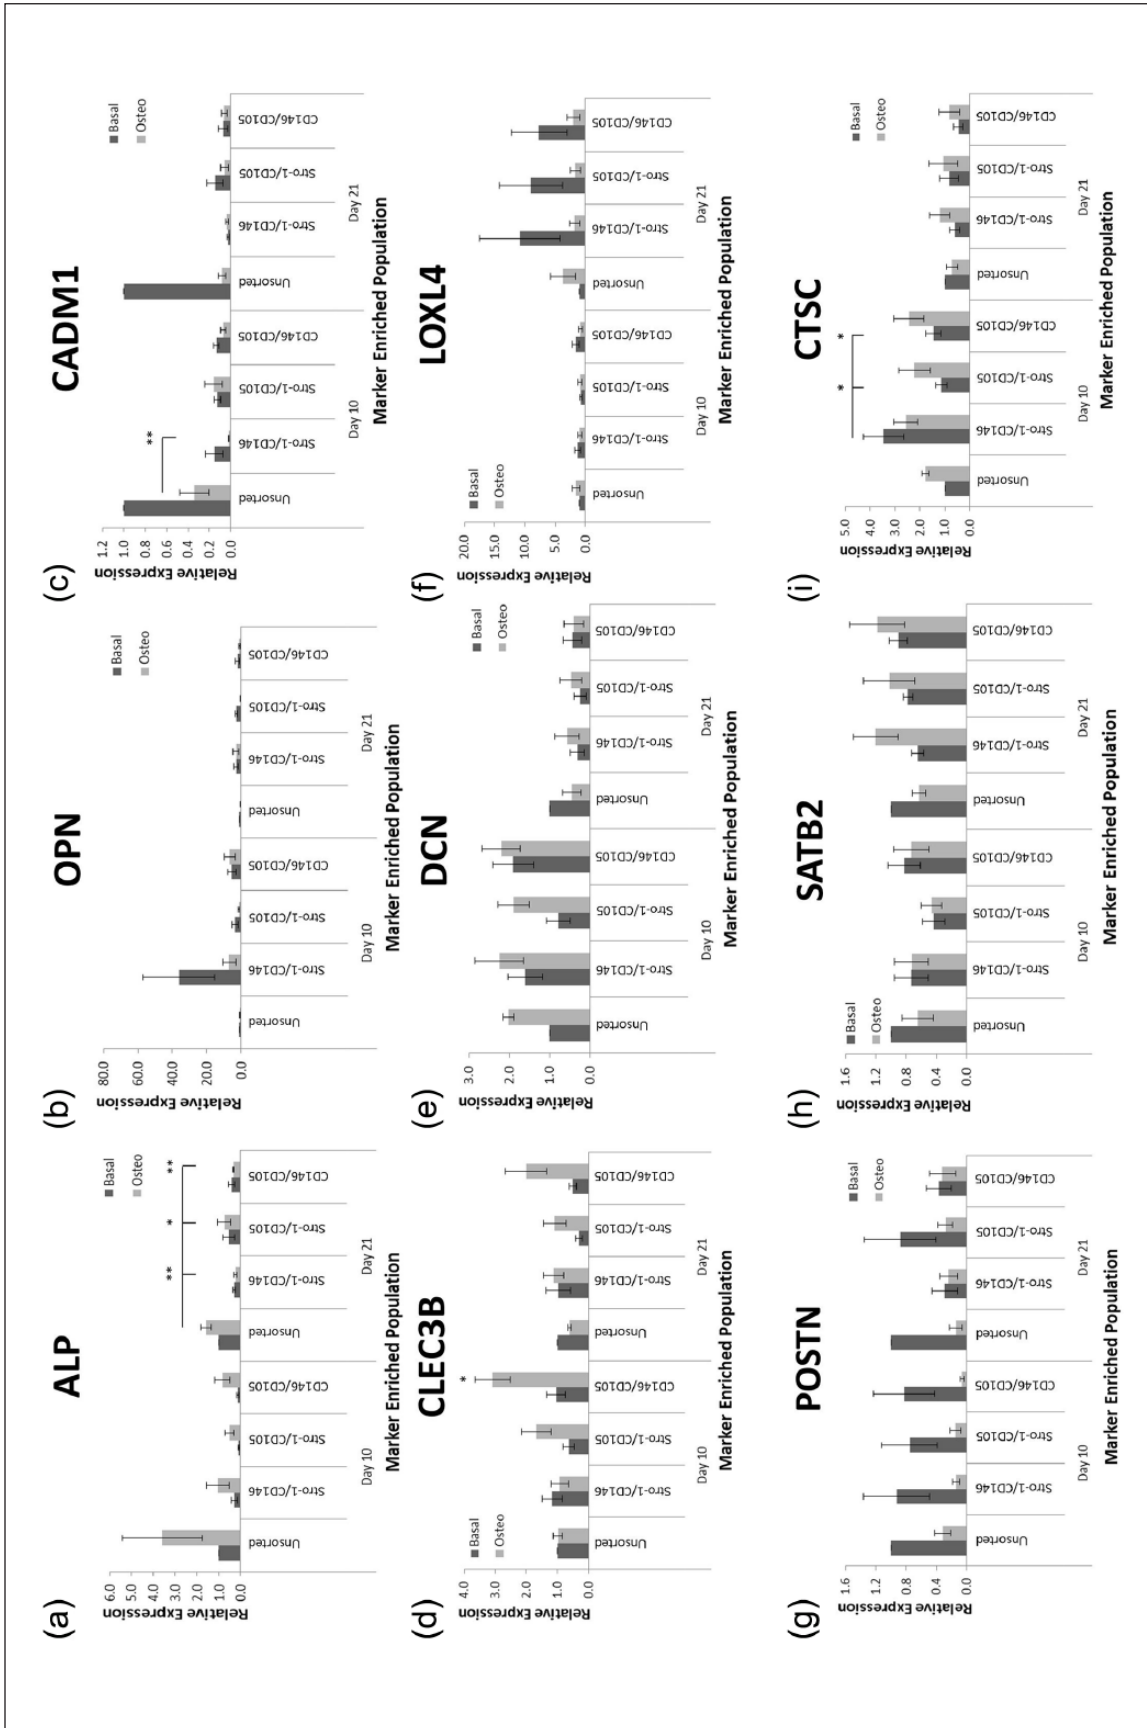 (a)
ALP
Relative Expression
6.0
5.0
4.0
3.0
2.0
1.0
0.0
Basal
Osteo
** * **
Unsorted
Stro-1/CD146
Stro-1/CD105
CD146/CD105
Unsorted
Stro-1/CD146
Stro-1/CD105
CD146/CD105
Day 10 Day 21
Marker Enriched Population
(b)
OPN
Relative Expression
80.0
60.0
40.0
20.0
0.0
Basal
Osteo
Unsorted
Stro-1/CD146
Stro-1/CD105
CD146/CD105
Unsorted
Stro-1/CD146
Stro-1/CD105
CD146/CD105
Day 10 Day 21
Marker Enriched Population
(c)
CADM1
Relative Expression
1.2
1.0
0.8
0.6
0.4
0.2
0.0
Basal
Osteo
**
Unsorted
Stro-1/CD146
Stro-1/CD105
CD146/CD105
Unsorted
Stro-1/CD146
Stro-1/CD105
CD146/CD105
Day 10 Day 21
Marker Enriched Population
(d)
CLEC3B
Relative Expression
4.0
3.0
2.0
1.0
0.0
Basal
Osteo
*
Unsorted
Stro-1/CD146
Stro-1/CD105
CD146/CD105
Unsorted
Stro-1/CD146
Stro-1/CD105
CD146/CD105
Day 10 Day 21
Marker Enriched Population
(e)
DCN
Relative Expression
3.0
2.0
1.0
0.0
Basal
Osteo
Unsorted
Stro-1/CD146
Stro-1/CD105
CD146/CD105
Unsorted
Stro-1/CD146
Stro-1/CD105
CD146/CD105
Day 10 Day 21
Marker Enriched Population
(f)
LOXL4
Relative Expression
20.0
15.0
10.0
5.0
0.0
Basal
Osteo
Unsorted
Stro-1/CD146
Stro-1/CD105
CD146/CD105
Unsorted
Stro-1/CD146
Stro-1/CD105
CD146/CD105
Day 10 Day 21
Marker Enriched Population
(g)
POSTN
Relative Expression
1.6
1.2
0.8
0.4
0.0
Basal
Osteo
Unsorted
Stro-1/CD146
Stro-1/CD105
CD146/CD105
Unsorted
Stro-1/CD146
Stro-1/CD105
CD146/CD105
Day 10 Day 21
Marker Enriched Population
(h)
SATB2
Relative Expression
1.6
1.2
0.8
0.4
0.0
Basal
Osteo
Unsorted
Stro-1/CD146
Stro-1/CD105
CD146/CD105
Unsorted
Stro-1/CD146
Stro-1/CD105
CD146/CD105
Day 10 Day 21
Marker Enriched Population
(i)
CTSC
Relative Expression
5.0
4.0
3.0
2.0
1.0
0.0
Basal
Osteo
* *
Unsorted
Stro-1/CD146
Stro-1/CD105
CD146/CD105
Unsorted
Stro-1/CD146
Stro-1/CD105
CD146/CD105
Day 10 Day 21
Marker Enriched Population